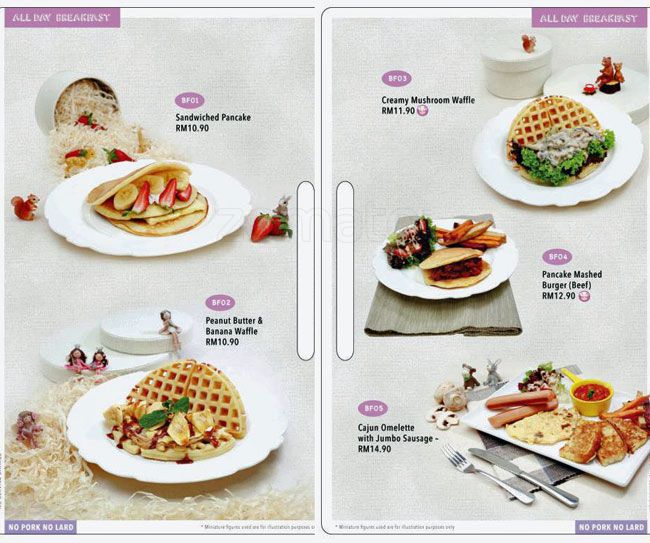 ALL DAY BREAKFAST
BF01
Sandwiched Pancake
RM10.90
BF02
Peanut Butter &
Banana Waffle
RM10.90
NO PORK NO LARD
* Miniature figures used are for illustration purposes
ALL DAY BREAKFAST
BF03
Creamy Mushroom Waffle
RM11.90
BF04
Pancake Mashed
Burger (Beef)
RM12.90
BF05
Cajun Omelette
with Jumbo Sausage –
RM14.90
* Miniature figures used are for illustration purposes only
NO PORK NO LARD
zomato